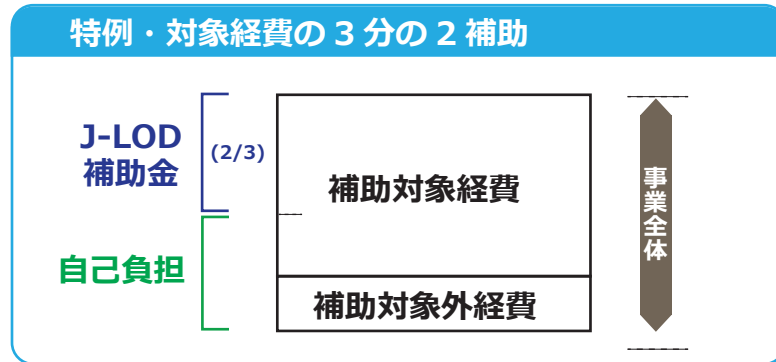 特例・対象経費の3分の2補助
J-LOD
補助金
(2/3)
補助対象経費
自己負担
補助対象外経費
事業全体